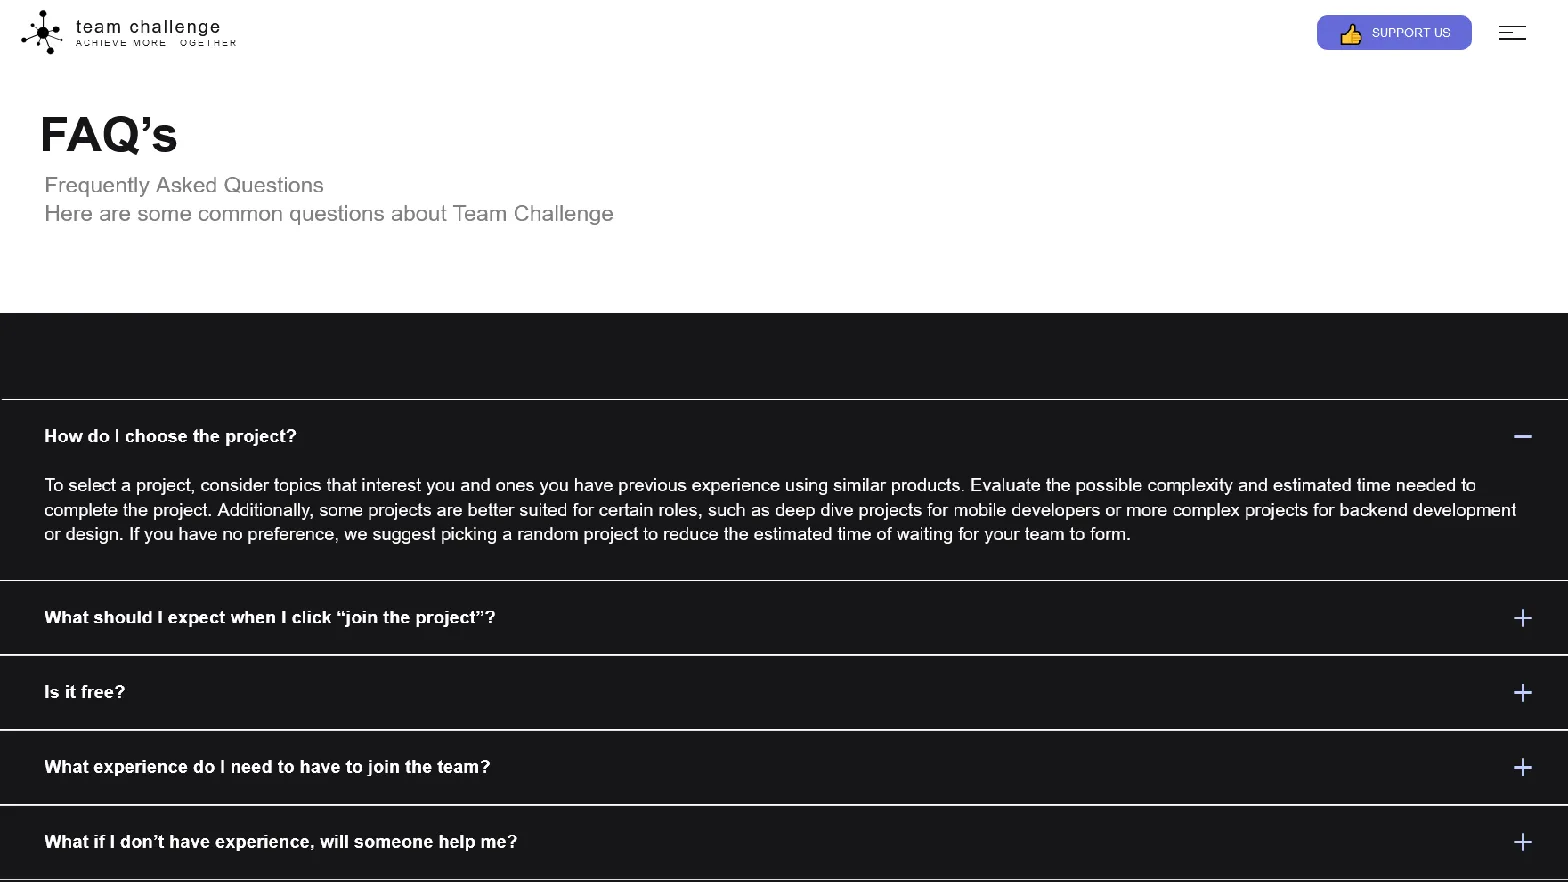 team challenge
ACHIEVE MORE TOGETHER
SUPPORT US
FAQ’s
Frequently Asked Questions
Here are some common questions about Team Challenge
How do I choose the project?
To select a project, consider topics that interest you and ones you have previous experience using similar products. Evaluate the possible complexity and estimated time needed to
complete the project. Additionally, some projects are better suited for certain roles, such as deep dive projects for mobile developers or more complex projects for backend development
or design. If you have no preference, we suggest picking a random project to reduce the estimated time of waiting for your team to form.
What should I expect when I click “join the project”?
Is it free?
What experience do I need to have to join the team?
What if I don’t have experience, will someone help me?